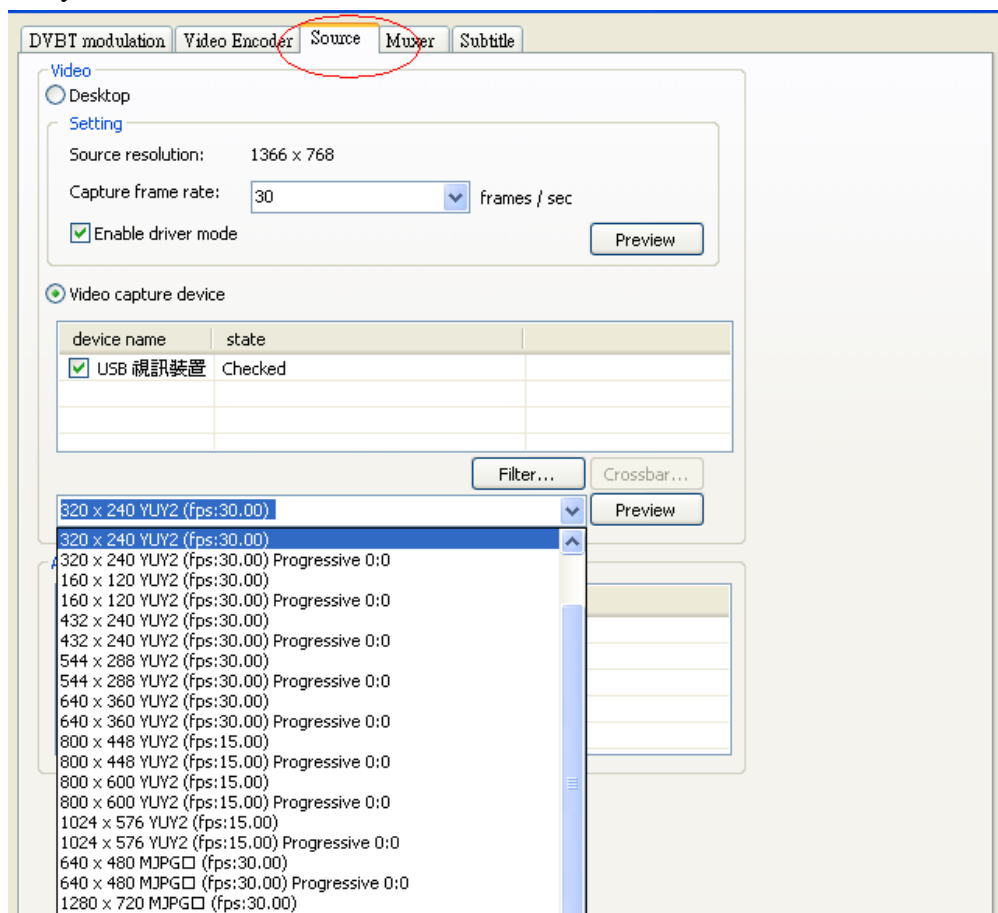 DVBT modulation Video Encoder Source Muxer Subtitle
Video
Desktop
Setting
Source resolution: 1366 x 768
Capture frame rate: 30 frames / sec
Enable driver mode
Preview
Video capture device
device name state
USB 視訊裝置 Checked
Filter... Crossbar...
320 x 240 YUY2 (fps:30.00) Preview
320 x 240 YUY2 (fps:30.00)
320 x 240 YUY2 (fps:30.00) Progressive 0:0
160 x 120 YUY2 (fps:30.00)
160 x 120 YUY2 (fps:30.00) Progressive 0:0
432 x 240 YUY2 (fps:30.00)
432 x 240 YUY2 (fps:30.00) Progressive 0:0
544 x 288 YUY2 (fps:30.00)
544 x 288 YUY2 (fps:30.00) Progressive 0:0
640 x 360 YUY2 (fps:30.00)
640 x 360 YUY2 (fps:30.00) Progressive 0:0
800 x 448 YUY2 (fps:15.00)
800 x 448 YUY2 (fps:15.00) Progressive 0:0
800 x 600 YUY2 (fps:15.00)
800 x 600 YUY2 (fps:15.00) Progressive 0:0
1024 x 576 YUY2 (fps:15.00)
1024 x 576 YUY2 (fps:15.00) Progressive 0:0
640 x 480 MJPG□ (fps:30.00)
640 x 480 MJPG□ (fps:30.00) Progressive 0:0
1280 x 720 MJPG□ (fps:30.00)